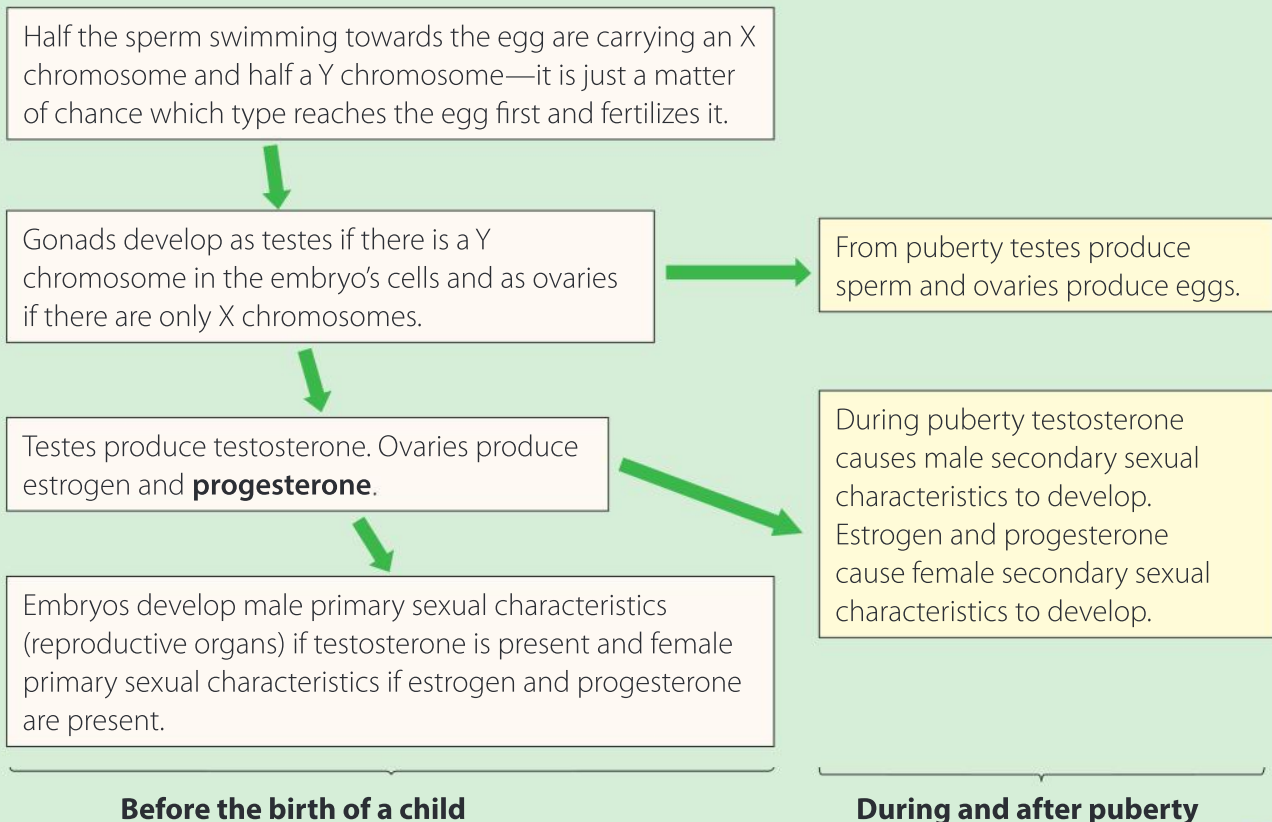 Half the sperm swimming towards the egg are carrying an X
chromosome and half a Y chromosome—it is just a matter
of chance which type reaches the egg first and fertilizes it.
Gonads develop as testes if there is a Y
chromosome in the embryo's cells and as ovaries
if there are only X chromosomes.
From puberty testes produce
sperm and ovaries produce eggs.
Testes produce testosterone. Ovaries produce
estrogen and progesterone.
During puberty testosterone
causes male secondary sexual
characteristics to develop.
Estrogen and progesterone
cause female secondary sexual
characteristics to develop.
Embryos develop male primary sexual characteristics
(reproductive organs) if testosterone is present and female
primary sexual characteristics if estrogen and progesterone
are present.
Before the birth of a child
During and after puberty